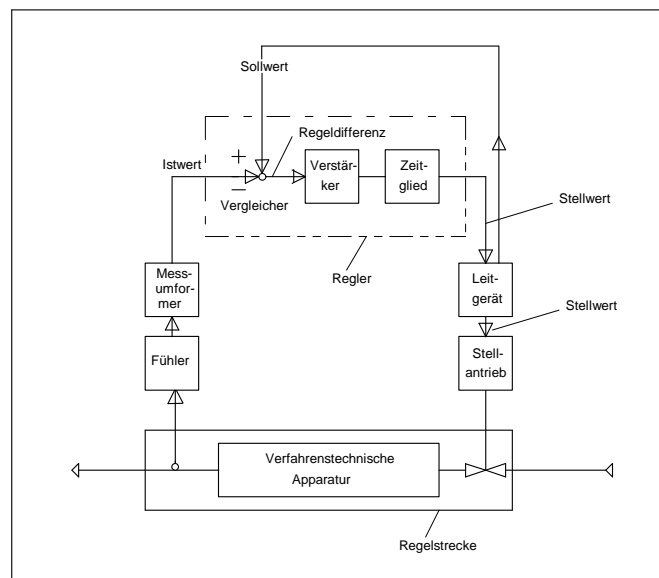 Sollwert
Regeldifferenz
Istwert
+
−
Verstär-
ker
Zeit-
glied
Vergleicher
Stellwert
Regler
Mess-
umfor-
mer
Leit-
gerät
Stellwert
Fühler
Stell-
antrieb
Verfahrenstechnische
Apparatur
Regelstrecke